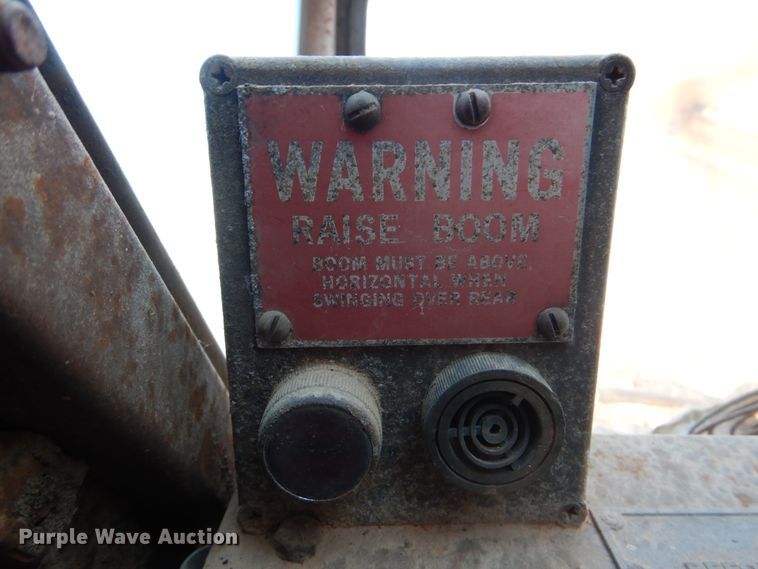 WARNING
RAISE BOOM
BOOM MUST BE ABOVE
HORIZONTAL WHEN
SWINGING OVER REAR
Purple Wave Auction